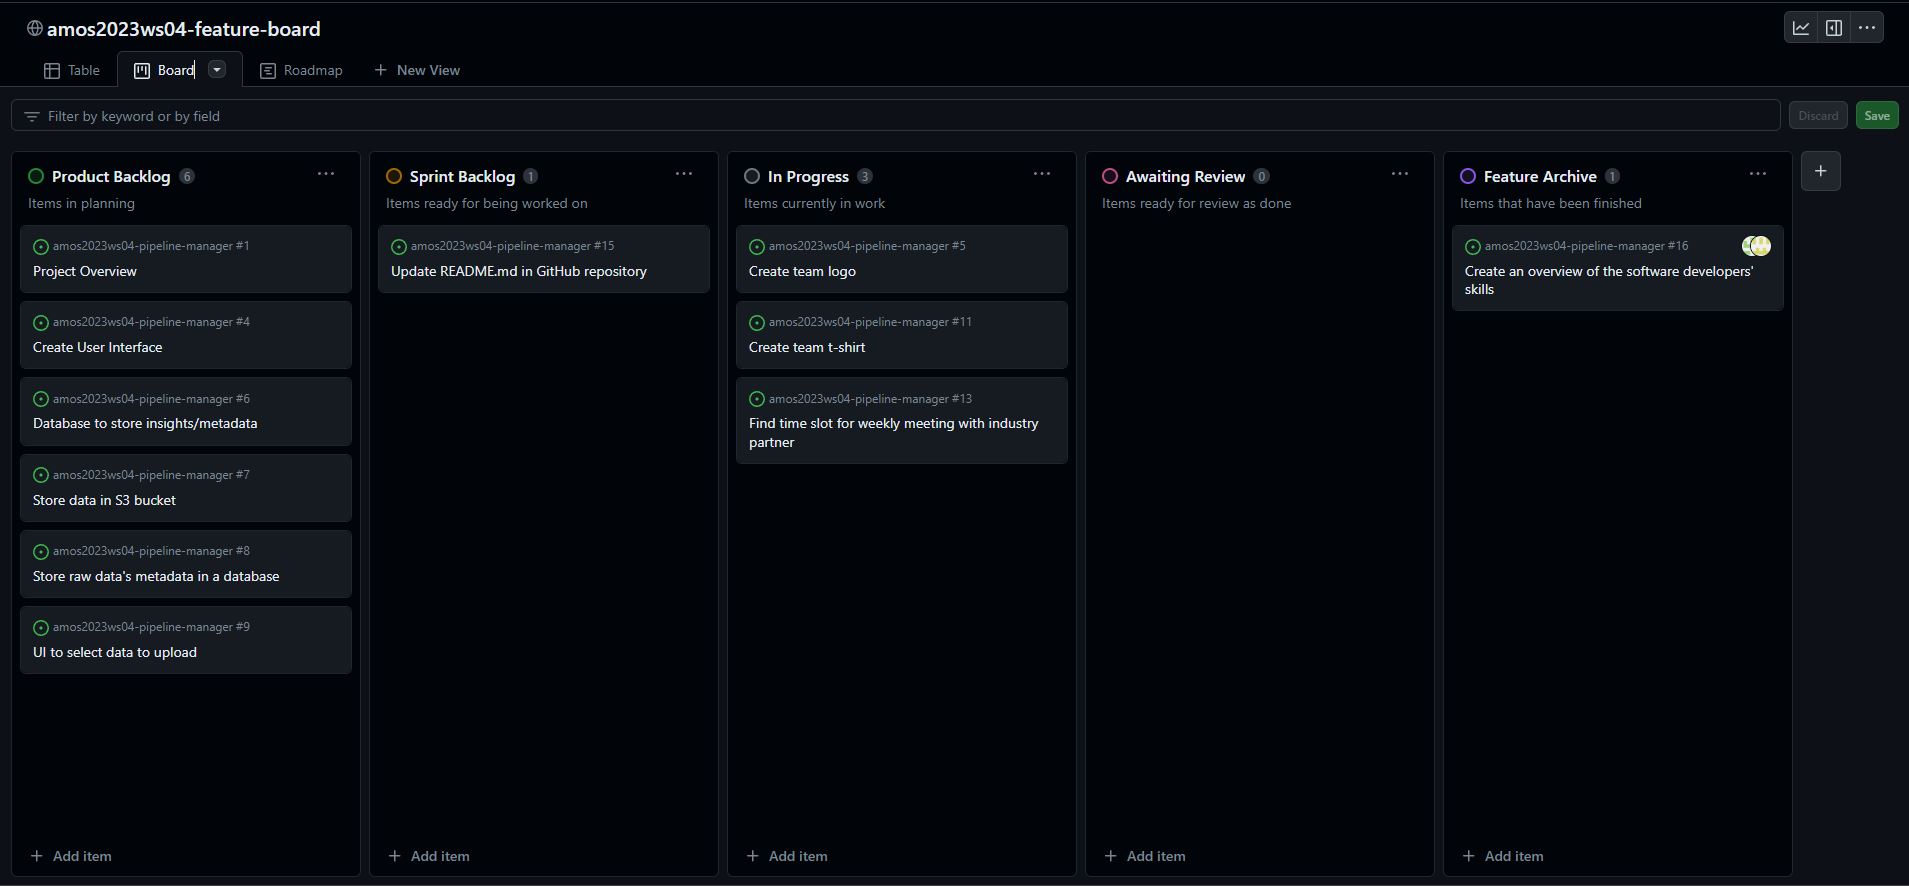 amos2023ws04-feature-board
Table
Board
Roadmap
New View
Filter by keyword or by field
Discard
Save
Product Backlog 6
Items in planning
amos2023ws04-pipeline-manager #1
Project Overview
amos2023ws04-pipeline-manager #4
Create User Interface
amos2023ws04-pipeline-manager #6
Database to store insights/metadata
amos2023ws04-pipeline-manager #7
Store data in S3 bucket
amos2023ws04-pipeline-manager #8
Store raw data's metadata in a database
amos2023ws04-pipeline-manager #9
UI to select data to upload
Add item
Sprint Backlog 1
Items ready for being worked on
amos2023ws04-pipeline-manager #15
Update README.md in GitHub repository
Add item
In Progress 3
Items currently in work
amos2023ws04-pipeline-manager #5
Create team logo
amos2023ws04-pipeline-manager #11
Create team t-shirt
amos2023ws04-pipeline-manager #13
Find time slot for weekly meeting with industry
partner
Add item
Awaiting Review 0
Items ready for review as done
Add item
Feature Archive 1
Items that have been finished
amos2023ws04-pipeline-manager #16
Create an overview of the software developers'
skills
Add item